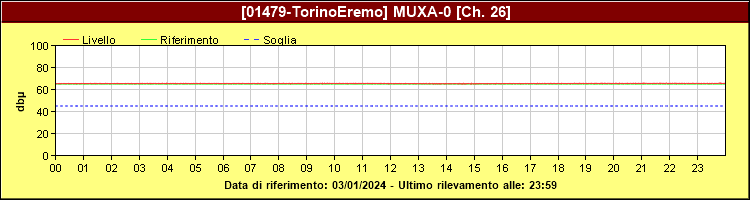 [01479-TorinoEremo] MUXA-0 [Ch. 26]
Livello Riferimento Soglia
100
80
60
40
20
0
dbµ
00 01 02 03 04 05 06 07 08 09 10 11 12 13 14 15 16 17 18 19 20 21 22 23
Data di riferimento: 03/01/2024 - Ultimo rilevamento alle: 23:59